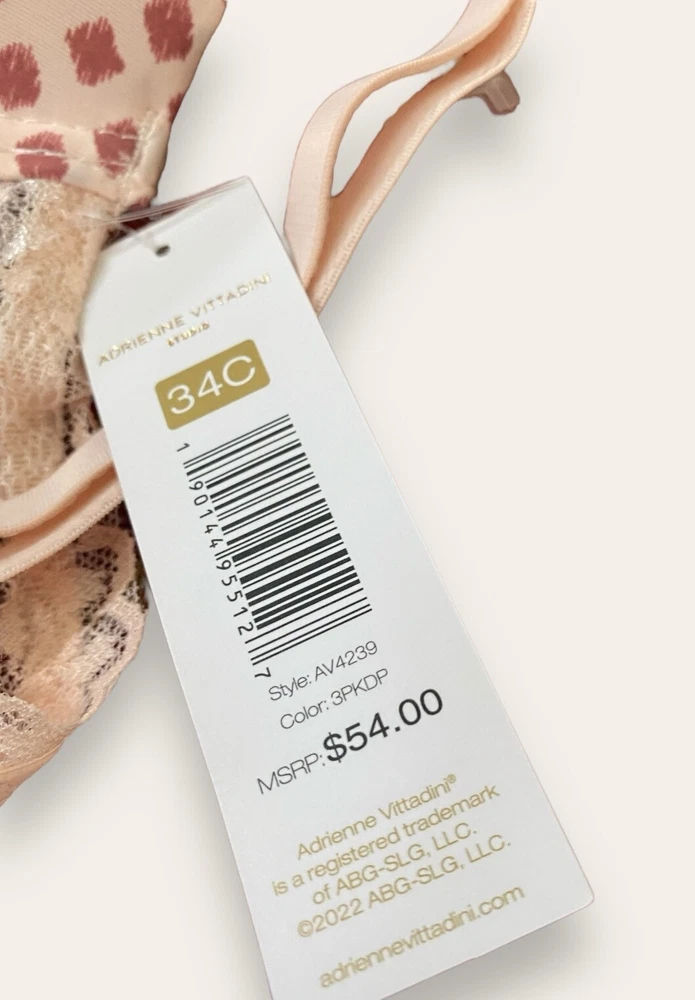 ADRIENNE VITTADINI
STUDIO
34C
1 90144 95512 7
Style: AV4239
Color: 3PKDP
MSRP: $54.00
Adrienne Vittadini®
is a registered trademark
of ABG-SLG, LLC.
©2022 ABG-SLG, LLC.
adriennevittadini.com